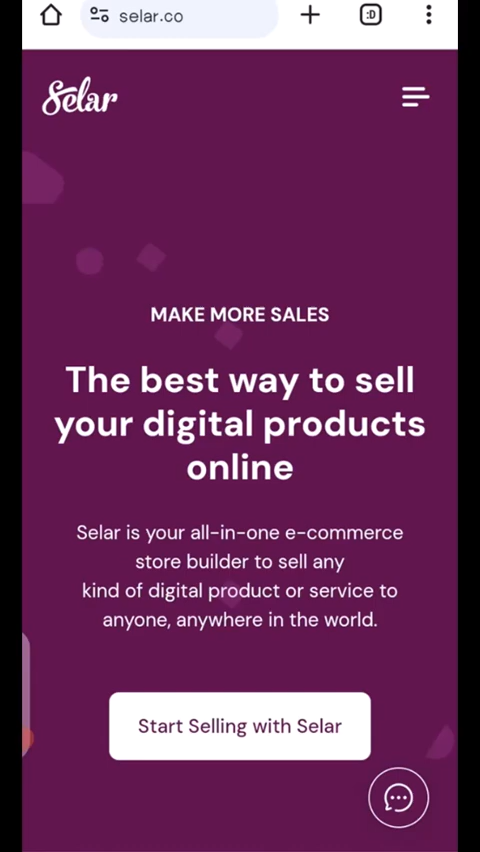 selar.co
:D
Selar
MAKE MORE SALES
The best way to sell
your digital products
online
Selar is your all-in-one e-commerce
store builder to sell any
kind of digital product or service to
anyone, anywhere in the world.
Start Selling with Selar